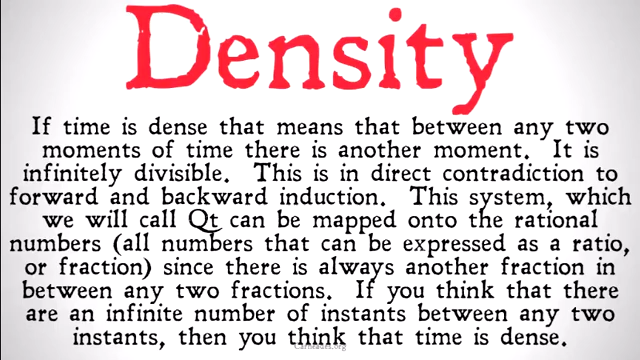 Density
If time is dense that means that between any two
moments of time there is another moment. It is
infinitely divisible. This is in direct contradiction to
forward and backward induction. This system, which
we will call Qt can be mapped onto the rational
numbers (all numbers that can be expressed as a ratio,
or fraction) since there is always another fraction in
between any two fractions. If you think that there
are an infinite number of instants between any two
instants, then you think that time is dense.
Carneades.org